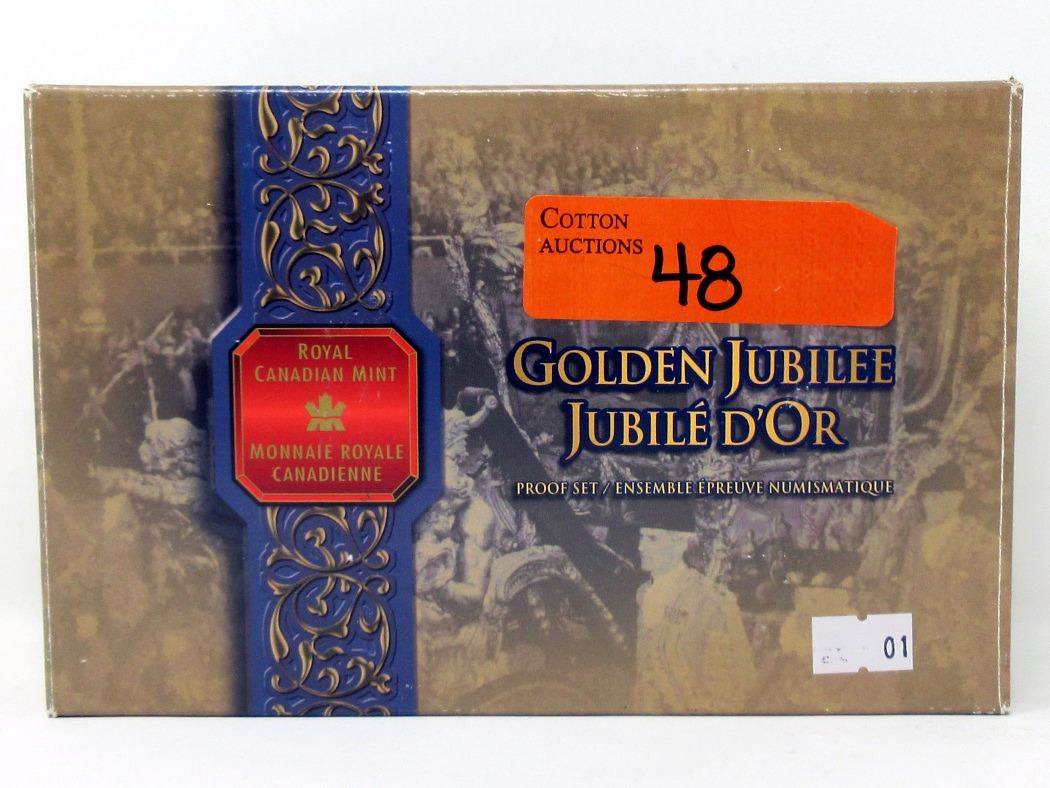 COTTON
AUCTIONS 48
ROYAL
CANADIAN MINT
MONNAIE ROYALE
CANADIENNE
GOLDEN JUBILEE
JUBILÉ D'OR
PROOF SET / ENSEMBLE ÉPREUVE NUMISMATIQUE
01